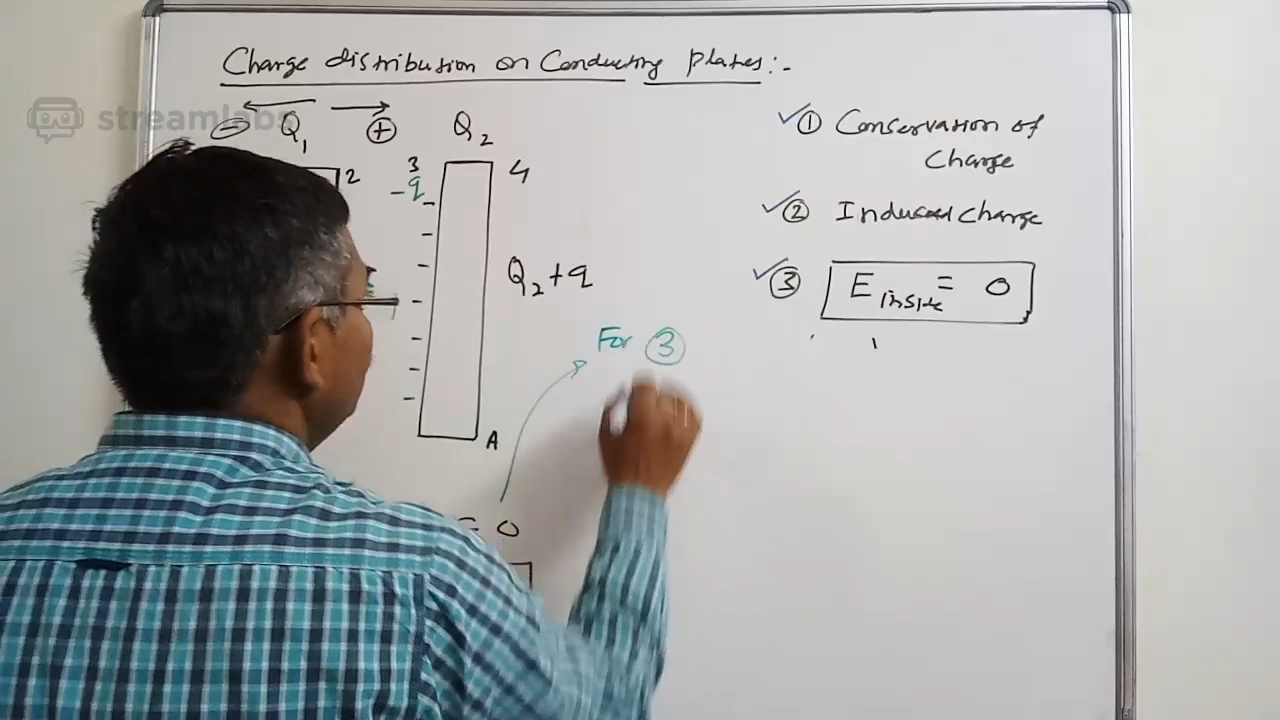 Charge distribution on Conducting plates:-
streamlabs
- Q1 +
Q2
2
3
4
-q
Q2+q
A
For 3
= 0
1 Conservation of
Charge
2 Induced charge
3 E inside = 0